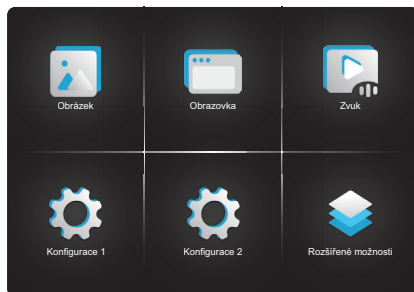 Obrázek
Obrazovka
Zvuk
Konfigurace 1
Konfigurace 2
Rozšířené možnosti